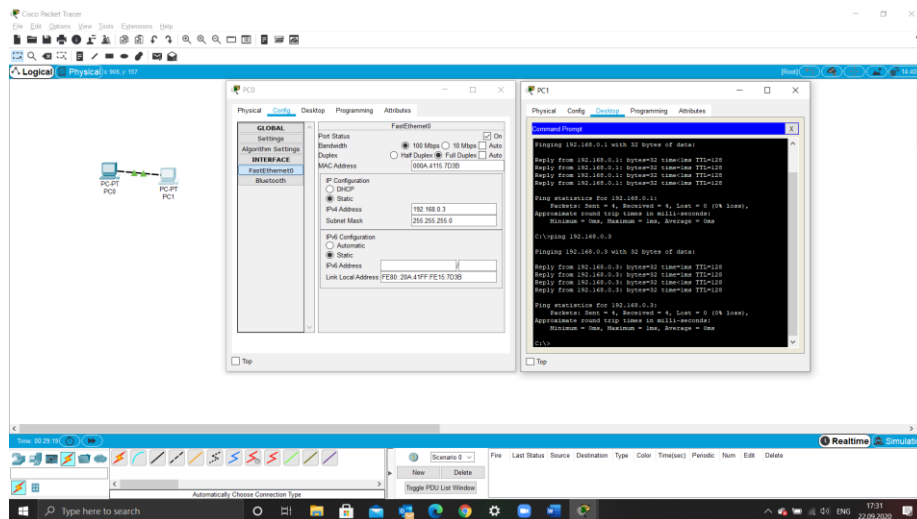 Cisco Packet Tracer
File Edit Options View Tools Extensions Help
Logical Physical x: 906, y: 157
[Root] 14:40
PC-PT
PC0
PC-PT
PC1
PC0
Physical Config Desktop Programming Attributes
GLOBAL
Settings
Algorithm Settings
INTERFACE
FastEthernet0
Bluetooth
FastEthernet0
Port Status On
Bandwidth 100 Mbps 10 Mbps Auto
Duplex Half Duplex Full Duplex Auto
MAC Address 000A.4115.7D3B
IP Configuration
DHCP
Static
IPv4 Address 192.168.0.3
Subnet Mask 255.255.255.0
IPv6 Configuration
Automatic
Static
IPv6 Address /
Link Local Address: FE80::20A:41FF:FE15:7D3B
Top
PC1
Physical Config Desktop Programming Attributes
Command Prompt X
Pinging 192.168.0.1 with 32 bytes of data:
Reply from 192.168.0.1: bytes=32 time<1ms TTL=128
Reply from 192.168.0.1: bytes=32 time<1ms TTL=128
Reply from 192.168.0.1: bytes=32 time<1ms TTL=128
Reply from 192.168.0.1: bytes=32 time<1ms TTL=128
Ping statistics for 192.168.0.1:
Packets: Sent = 4, Received = 4, Lost = 0 (0% loss),
Approximate round trip times in milli-seconds:
Minimum = 0ms, Maximum = 0ms, Average = 0ms
C:\>ping 192.168.0.3
Pinging 192.168.0.3 with 32 bytes of data:
Reply from 192.168.0.3: bytes=32 time<1ms TTL=128
Reply from 192.168.0.3: bytes=32 time<1ms TTL=128
Reply from 192.168.0.3: bytes=32 time<1ms TTL=128
Reply from 192.168.0.3: bytes=32 time=1ms TTL=128
Ping statistics for 192.168.0.3:
Packets: Sent = 4, Received = 4, Lost = 0 (0% loss),
Approximate round trip times in milli-seconds:
Minimum = 0ms, Maximum = 1ms, Average = 0ms
C:\>
Top
Time: 00:29:19
Realtime Simulati
Scenario 0
New Delete
Toggle PDU List Window
Fire Last Status Source Destination Type Color Time(sec) Periodic Num Edit Delete
Automatically Choose Connection Type
Type here to search
ENG
17:31
22.09.2020